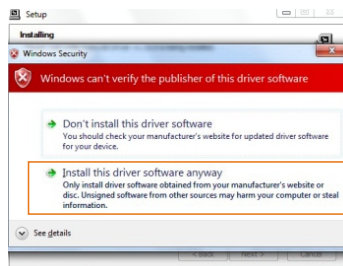 Setup
Installing
Windows Security
Windows can't verify the publisher of this driver software
Don't install this driver software
You should check your manufacturer's website for updated driver software
for your device.
Install this driver software anyway
Only install driver software obtained from your manufacturer's website or
disc. Unsigned software from other sources may harm your computer or steal
information.
See details
< Back Next > Cancel